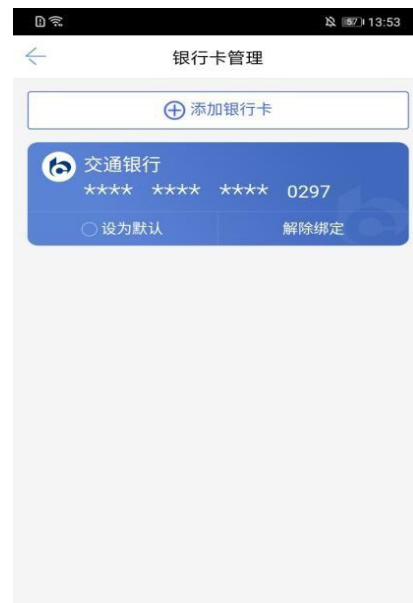 57 13:53
银行卡管理
添加银行卡
交通银行
**** **** **** 0297
设为默认 解除绑定